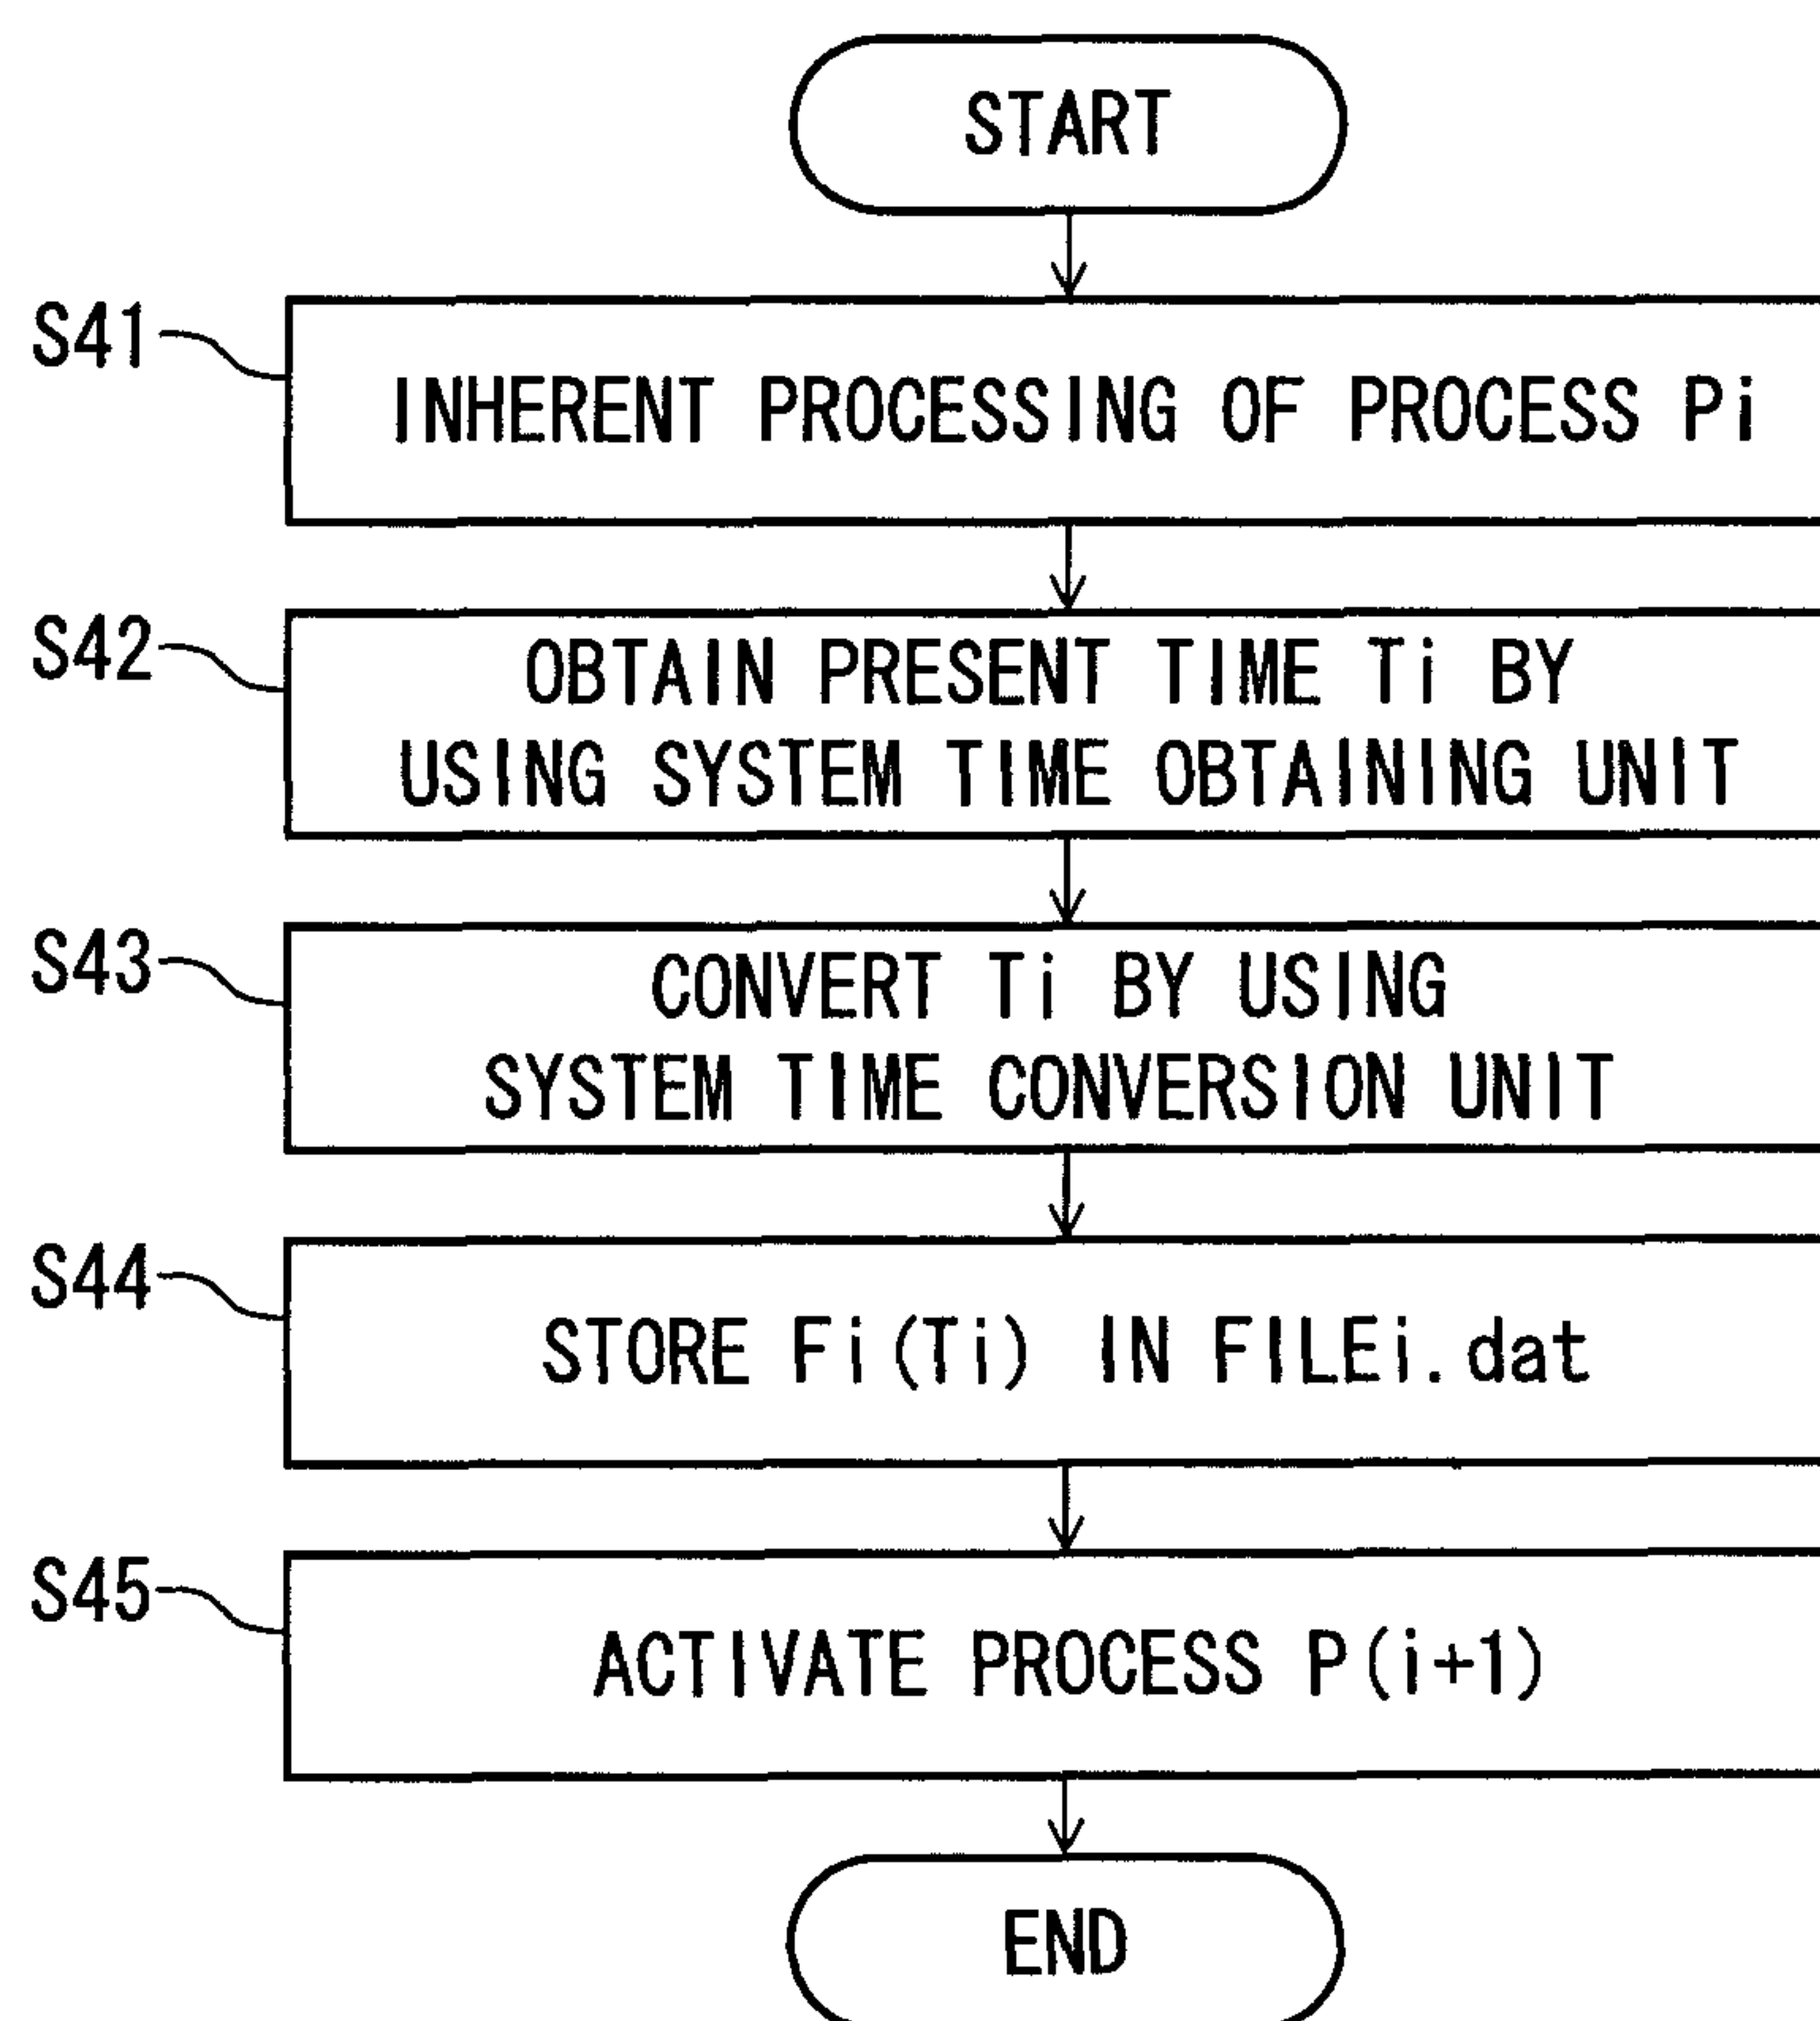 START
S41
INHERENT PROCESSING OF PROCESS Pi
S42
OBTAIN PRESENT TIME Ti BY
USING SYSTEM TIME OBTAINING UNIT
S43
CONVERT Ti BY USING
SYSTEM TIME CONVERSION UNIT
S44
STORE Fi(Ti) IN FILEi.dat
S45
ACTIVATE PROCESS P(i+1)
END